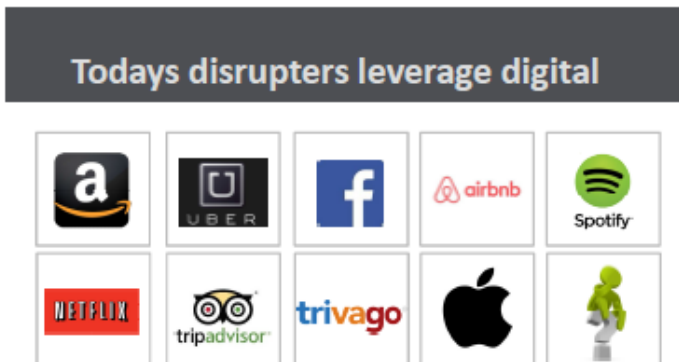 Todays disrupters leverage digital
a
UBER
f
airbnb
Spotify
NETFLIX
tripadvisor
trivago